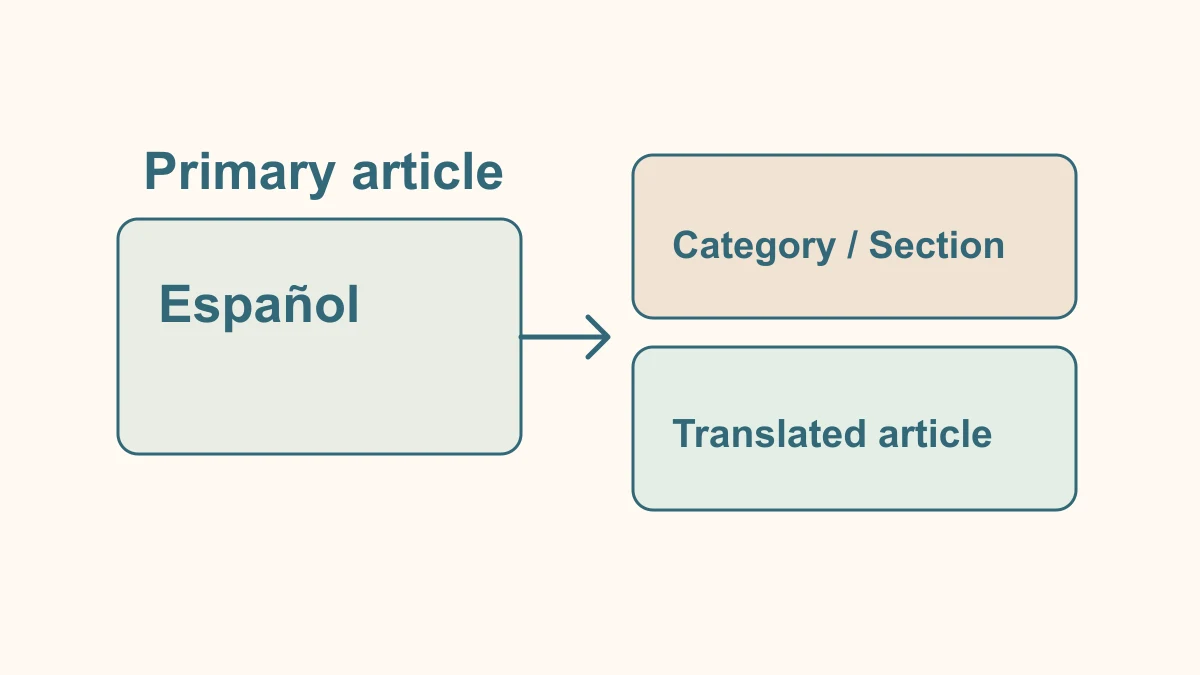 Primary article
Español
Category / Section
Translated article